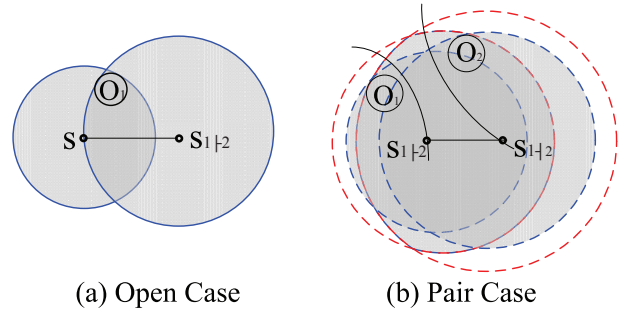 O1
S S1|-2
(a) Open Case
O1 O2
S1|-2 S1-|2
(b) Pair Case